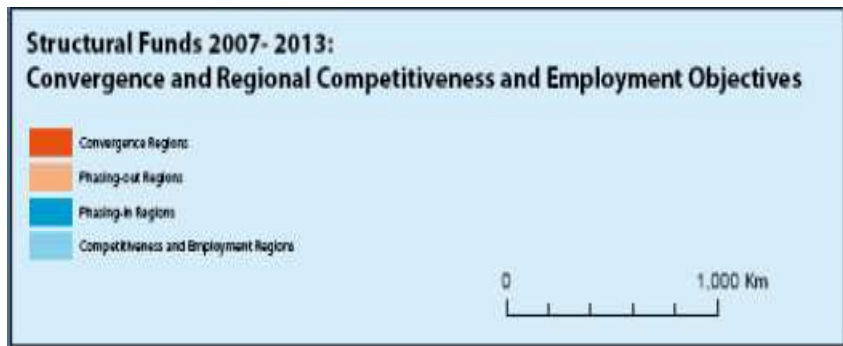 Structural Funds 2007- 2013:
Convergence and Regional Competitiveness and Employment Objectives
Convergence Regions
Phasing-out Regions
Phasing-in Regions
Competitiveness and Employment Regions
0 1,000 Km